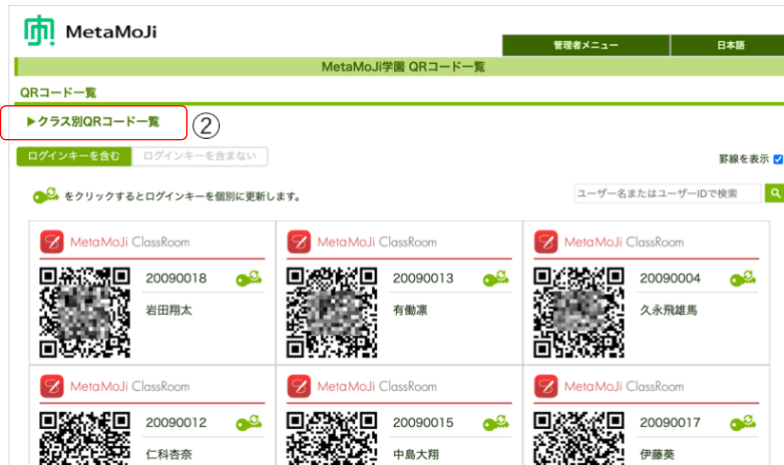 MetaMoJi
管理者メニュー 日本語
MetaMoJi学園 QRコード一覧
QRコード一覧
▶クラス別QRコード一覧 ②
ログインキーを含む ログインキーを含まない
罫線を表示
をクリックするとログインキーを個別に更新します。
ユーザー名またはユーザーIDで検索
MetaMoJi ClassRoom MetaMoJi ClassRoom MetaMoJi ClassRoom
20090018 20090013 20090004
岩田翔太 有働凛 久永飛雄馬
MetaMoJi ClassRoom MetaMoJi ClassRoom MetaMoJi ClassRoom
20090012 20090015 20090017
仁科杏奈 中島大翔 伊藤葵